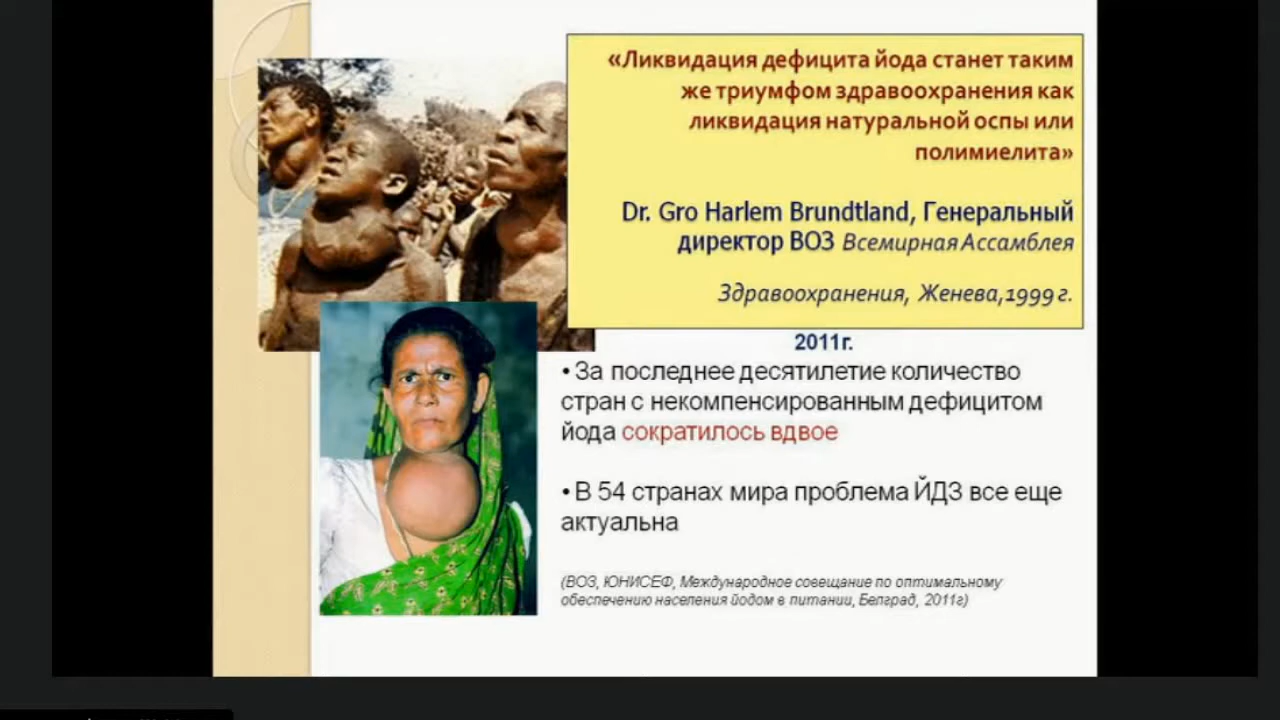 «Ликвидация дефицита йода станет таким
же триумфом здравоохранения как
ликвидация натуральной оспы или
полимиелита»
Dr. Gro Harlem Brundtland, Генеральный
директор ВОЗ Всемирная Ассамблея
Здравоохранения, Женева,1999 г.
2011г.
• За последнее десятилетие количество
стран с некомпенсированным дефицитом
йода сократилось вдвое
• В 54 странах мира проблема ЙДЗ все еще
актуальна
(ВОЗ, ЮНИСЕФ, Международное совещание по оптимальному
обеспечению населения йодом в питании, Белград, 2011г)